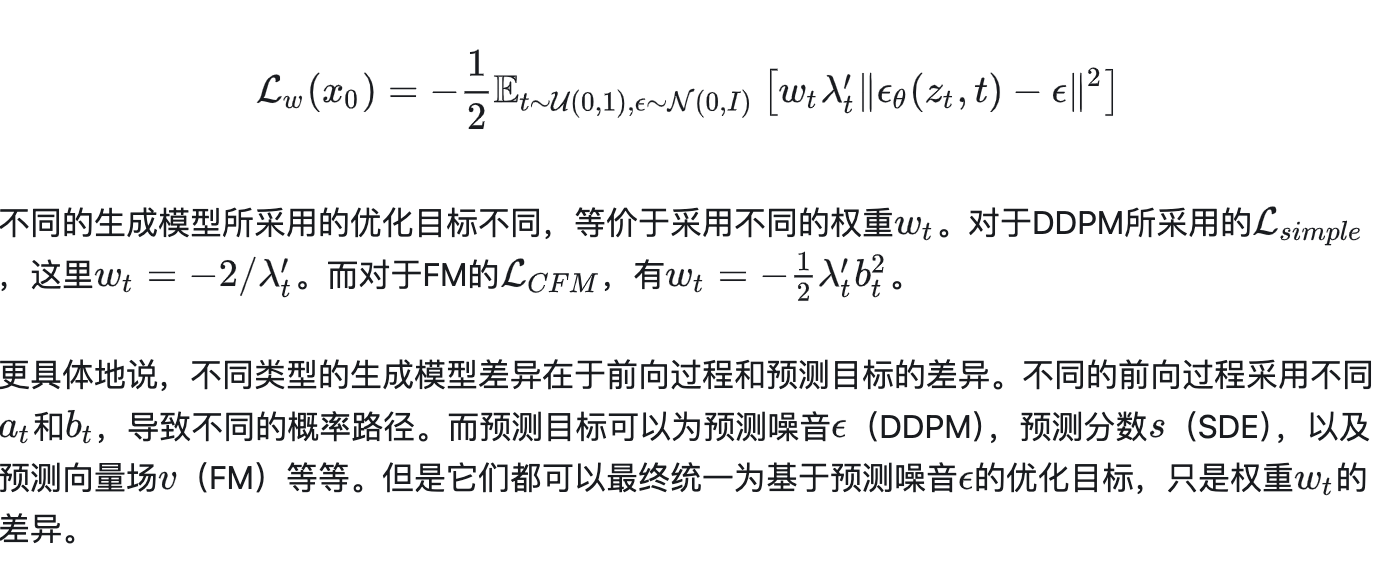 $$\mathcal{L}_w(x_0) = -\frac{1}{2}\mathbb{E}_{t\sim\mathcal{U}(0,1),\epsilon\sim\mathcal{N}(0,I)}\left[w_t\lambda'_t\|\epsilon_\theta(z_t,t)-\epsilon\|^2\right]$$
不同的生成模型所采用的优化目标不同，等价于采用不同的权重$w_t$。对于DDPM所采用的$\mathcal{L}_{simple}$
，这里$w_t = -2/\lambda'_t$。而对于FM的$\mathcal{L}_{CFM}$，有$w_t = -\frac{1}{2}\lambda'_t b_t^2$。
更具体地说，不同类型的生成模型差异在于前向过程和预测目标的差异。不同的前向过程采用不同
$a_t$和$b_t$，导致不同的概率路径。而预测目标可以为预测噪音$\epsilon$（DDPM），预测分数$s$（SDE），以及
预测向量场$v$（FM）等等。但是它们都可以最终统一为基于预测噪音$\epsilon$的优化目标，只是权重$w_t$的
差异。